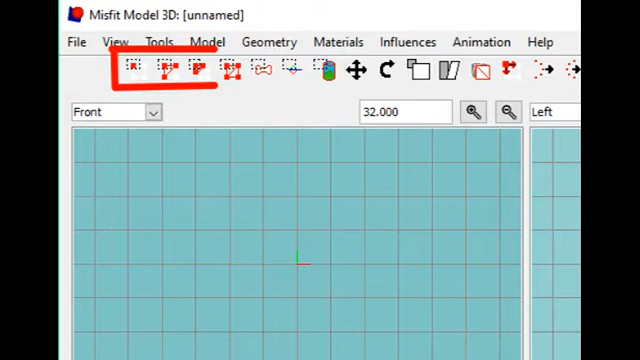 Misfit Model 3D: [unnamed]
File View Tools Model Geometry Materials Influences Animation Help
Front 32.000 Left